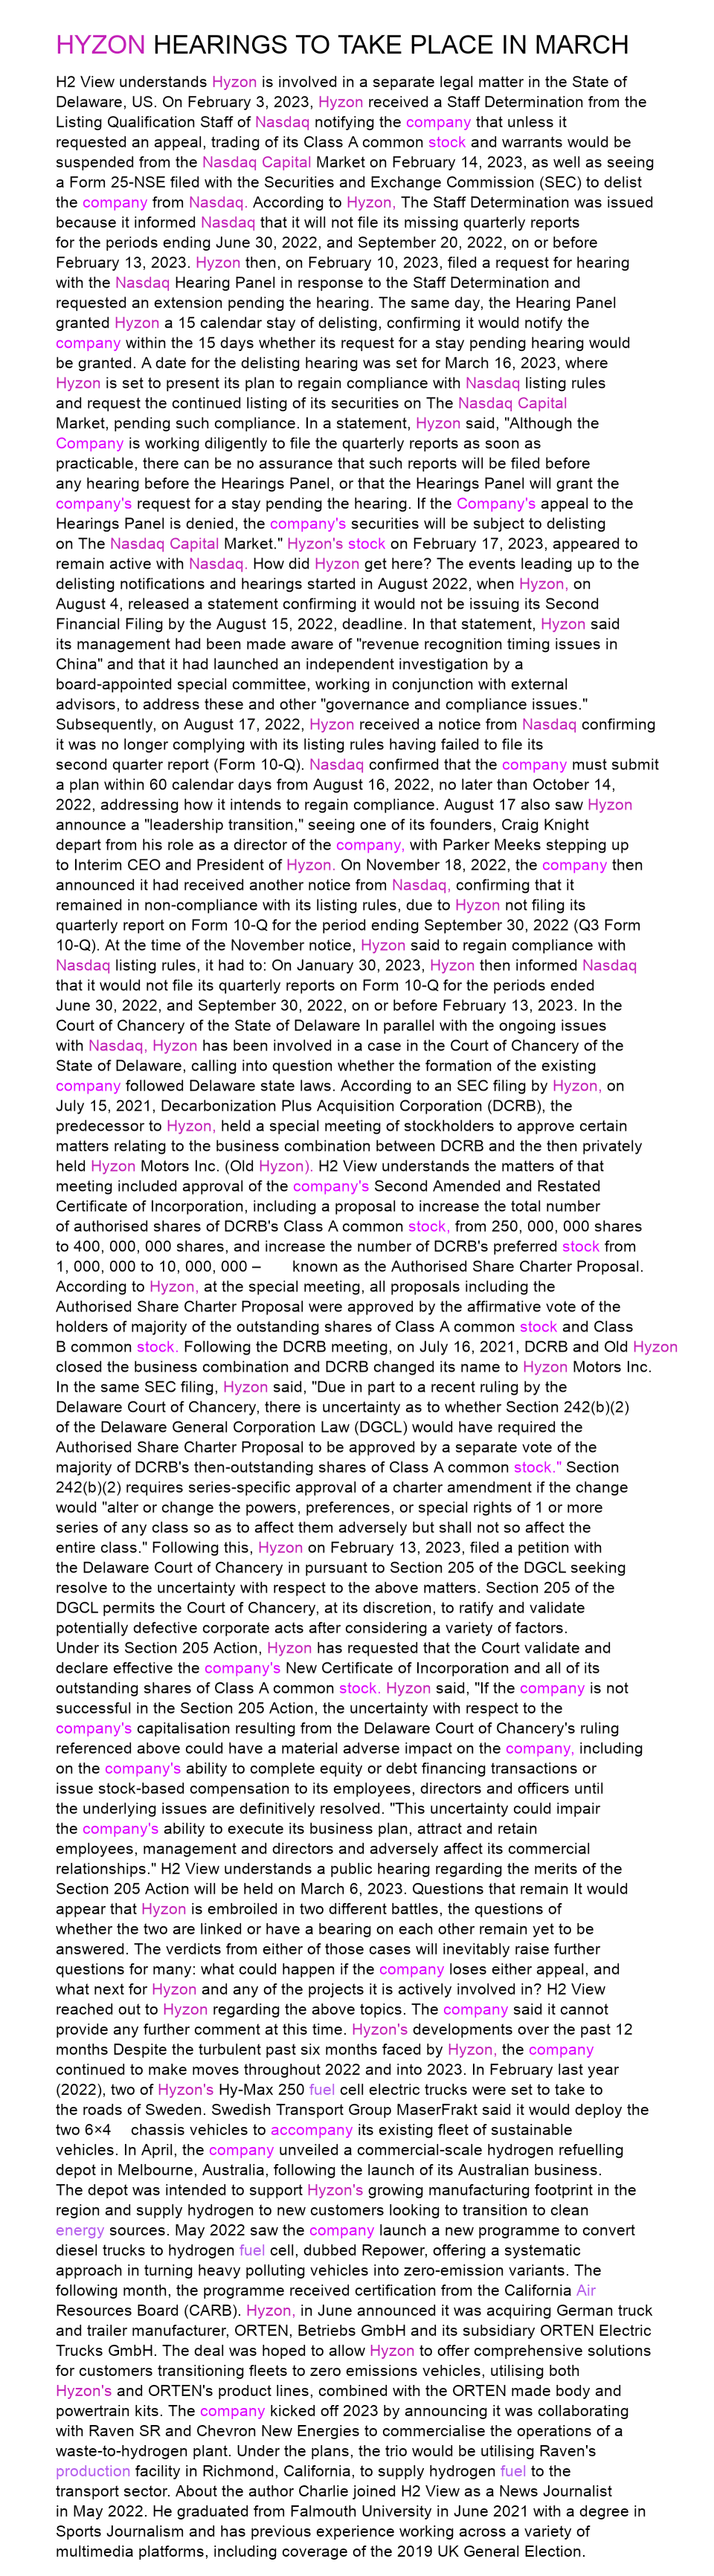 HYZON HEARINGS TO TAKE PLACE IN MARCH
H2 View understands Hyzon is involved in a separate legal matter in the State of
Delaware, US. On February 3, 2023, Hyzon received a Staff Determination from the
Listing Qualification Staff of Nasdaq notifying the company that unless it
requested an appeal, trading of its Class A common stock and warrants would be
suspended from the Nasdaq Capital Market on February 14, 2023, as well as seeing
a Form 25-NSE filed with the Securities and Exchange Commission (SEC) to delist
the company from Nasdaq. According to Hyzon, The Staff Determination was issued
because it informed Nasdaq that it will not file its missing quarterly reports
for the periods ending June 30, 2022, and September 20, 2022, on or before
February 13, 2023. Hyzon then, on February 10, 2023, filed a request for hearing
with the Nasdaq Hearing Panel in response to the Staff Determination and
requested an extension pending the hearing. The same day, the Hearing Panel
granted Hyzon a 15 calendar stay of delisting, confirming it would notify the
company within the 15 days whether its request for a stay pending hearing would
be granted. A date for the delisting hearing was set for March 16, 2023, where
Hyzon is set to present its plan to regain compliance with Nasdaq listing rules
and request the continued listing of its securities on The Nasdaq Capital
Market, pending such compliance. In a statement, Hyzon said, "Although the
Company is working diligently to file the quarterly reports as soon as
practicable, there can be no assurance that such reports will be filed before
any hearing before the Hearings Panel, or that the Hearings Panel will grant the
company's request for a stay pending the hearing. If the Company's appeal to the
Hearings Panel is denied, the company's securities will be subject to delisting
on The Nasdaq Capital Market." Hyzon's stock on February 17, 2023, appeared to
remain active with Nasdaq. How did Hyzon get here? The events leading up to the
delisting notifications and hearings started in August 2022, when Hyzon, on
August 4, released a statement confirming it would not be issuing its Second
Financial Filing by the August 15, 2022, deadline. In that statement, Hyzon said
its management had been made aware of "revenue recognition timing issues in
China" and that it had launched an independent investigation by a
board-appointed special committee, working in conjunction with external
advisors, to address these and other "governance and compliance issues."
Subsequently, on August 17, 2022, Hyzon received a notice from Nasdaq confirming
it was no longer complying with its listing rules having failed to file its
second quarter report (Form 10-Q). Nasdaq confirmed that the company must submit
a plan within 60 calendar days from August 16, 2022, no later than October 14,
2022, addressing how it intends to regain compliance. August 17 also saw Hyzon
announce a "leadership transition," seeing one of its founders, Craig Knight
depart from his role as a director of the company, with Parker Meeks stepping up
to Interim CEO and President of Hyzon. On November 18, 2022, the company then
announced it had received another notice from Nasdaq, confirming that it
remained in non-compliance with its listing rules, due to Hyzon not filing its
quarterly report on Form 10-Q for the period ending September 30, 2022 (Q3 Form
10-Q). At the time of the November notice, Hyzon said to regain compliance with
Nasdaq listing rules, it had to: On January 30, 2023, Hyzon then informed Nasdaq
that it would not file its quarterly reports on Form 10-Q for the periods ended
June 30, 2022, and September 30, 2022, on or before February 13, 2023. In the
Court of Chancery of the State of Delaware In parallel with the ongoing issues
with Nasdaq, Hyzon has been involved in a case in the Court of Chancery of the
State of Delaware, calling into question whether the formation of the existing
company followed Delaware state laws. According to an SEC filing by Hyzon, on
July 15, 2021, Decarbonization Plus Acquisition Corporation (DCRB), the
predecessor to Hyzon, held a special meeting of stockholders to approve certain
matters relating to the business combination between DCRB and the then privately
held Hyzon Motors Inc. (Old Hyzon). H2 View understands the matters of that
meeting included approval of the company's Second Amended and Restated
Certificate of Incorporation, including a proposal to increase the total number
of authorised shares of DCRB's Class A common stock, from 250, 000, 000 shares
to 400, 000, 000 shares, and increase the number of DCRB's preferred stock from
1, 000, 000 to 10, 000, 000 – known as the Authorised Share Charter Proposal.
According to Hyzon, at the special meeting, all proposals including the
Authorised Share Charter Proposal were approved by the affirmative vote of the
holders of majority of the outstanding shares of Class A common stock and Class
B common stock. Following the DCRB meeting, on July 16, 2021, DCRB and Old Hyzon
closed the business combination and DCRB changed its name to Hyzon Motors Inc.
In the same SEC filing, Hyzon said, "Due in part to a recent ruling by the
Delaware Court of Chancery, there is uncertainty as to whether Section 242(b)(2)
of the Delaware General Corporation Law (DGCL) would have required the
Authorised Share Charter Proposal to be approved by a separate vote of the
majority of DCRB's then-outstanding shares of Class A common stock." Section
242(b)(2) requires series-specific approval of a charter amendment if the change
would "alter or change the powers, preferences, or special rights of 1 or more
series of any class so as to affect them adversely but shall not so affect the
entire class." Following this, Hyzon on February 13, 2023, filed a petition with
the Delaware Court of Chancery in pursuant to Section 205 of the DGCL seeking
resolve to the uncertainty with respect to the above matters. Section 205 of the
DGCL permits the Court of Chancery, at its discretion, to ratify and validate
potentially defective corporate acts after considering a variety of factors.
Under its Section 205 Action, Hyzon has requested that the Court validate and
declare effective the company's New Certificate of Incorporation and all of its
outstanding shares of Class A common stock. Hyzon said, "If the company is not
successful in the Section 205 Action, the uncertainty with respect to the
company's capitalisation resulting from the Delaware Court of Chancery's ruling
referenced above could have a material adverse impact on the company, including
on the company's ability to complete equity or debt financing transactions or
issue stock-based compensation to its employees, directors and officers until
the underlying issues are definitively resolved. "This uncertainty could impair
the company's ability to execute its business plan, attract and retain
employees, management and directors and adversely affect its commercial
relationships." H2 View understands a public hearing regarding the merits of the
Section 205 Action will be held on March 6, 2023. Questions that remain It would
appear that Hyzon is embroiled in two different battles, the questions of
whether the two are linked or have a bearing on each other remain yet to be
answered. The verdicts from either of those cases will inevitably raise further
questions for many: what could happen if the company loses either appeal, and
what next for Hyzon and any of the projects it is actively involved in? H2 View
reached out to Hyzon regarding the above topics. The company said it cannot
provide any further comment at this time. Hyzon's developments over the past 12
months Despite the turbulent past six months faced by Hyzon, the company
continued to make moves throughout 2022 and into 2023. In February last year
(2022), two of Hyzon's Hy-Max 250 fuel cell electric trucks were set to take to
the roads of Sweden. Swedish Transport Group MaserFrakt said it would deploy the
two 6×4 chassis vehicles to accompany its existing fleet of sustainable
vehicles. In April, the company unveiled a commercial-scale hydrogen refuelling
depot in Melbourne, Australia, following the launch of its Australian business.
The depot was intended to support Hyzon's growing manufacturing footprint in the
region and supply hydrogen to new customers looking to transition to clean
energy sources. May 2022 saw the company launch a new programme to convert
diesel trucks to hydrogen fuel cell, dubbed Repower, offering a systematic
approach in turning heavy polluting vehicles into zero-emission variants. The
following month, the programme received certification from the California Air
Resources Board (CARB). Hyzon, in June announced it was acquiring German truck
and trailer manufacturer, ORTEN, Betriebs GmbH and its subsidiary ORTEN Electric
Trucks GmbH. The deal was hoped to allow Hyzon to offer comprehensive solutions
for customers transitioning fleets to zero emissions vehicles, utilising both
Hyzon's and ORTEN's product lines, combined with the ORTEN made body and
powertrain kits. The company kicked off 2023 by announcing it was collaborating
with Raven SR and Chevron New Energies to commercialise the operations of a
waste-to-hydrogen plant. Under the plans, the trio would be utilising Raven's
production facility in Richmond, California, to supply hydrogen fuel to the
transport sector. About the author Charlie joined H2 View as a News Journalist
in May 2022. He graduated from Falmouth University in June 2021 with a degree in
Sports Journalism and has previous experience working across a variety of
multimedia platforms, including coverage of the 2019 UK General Election.